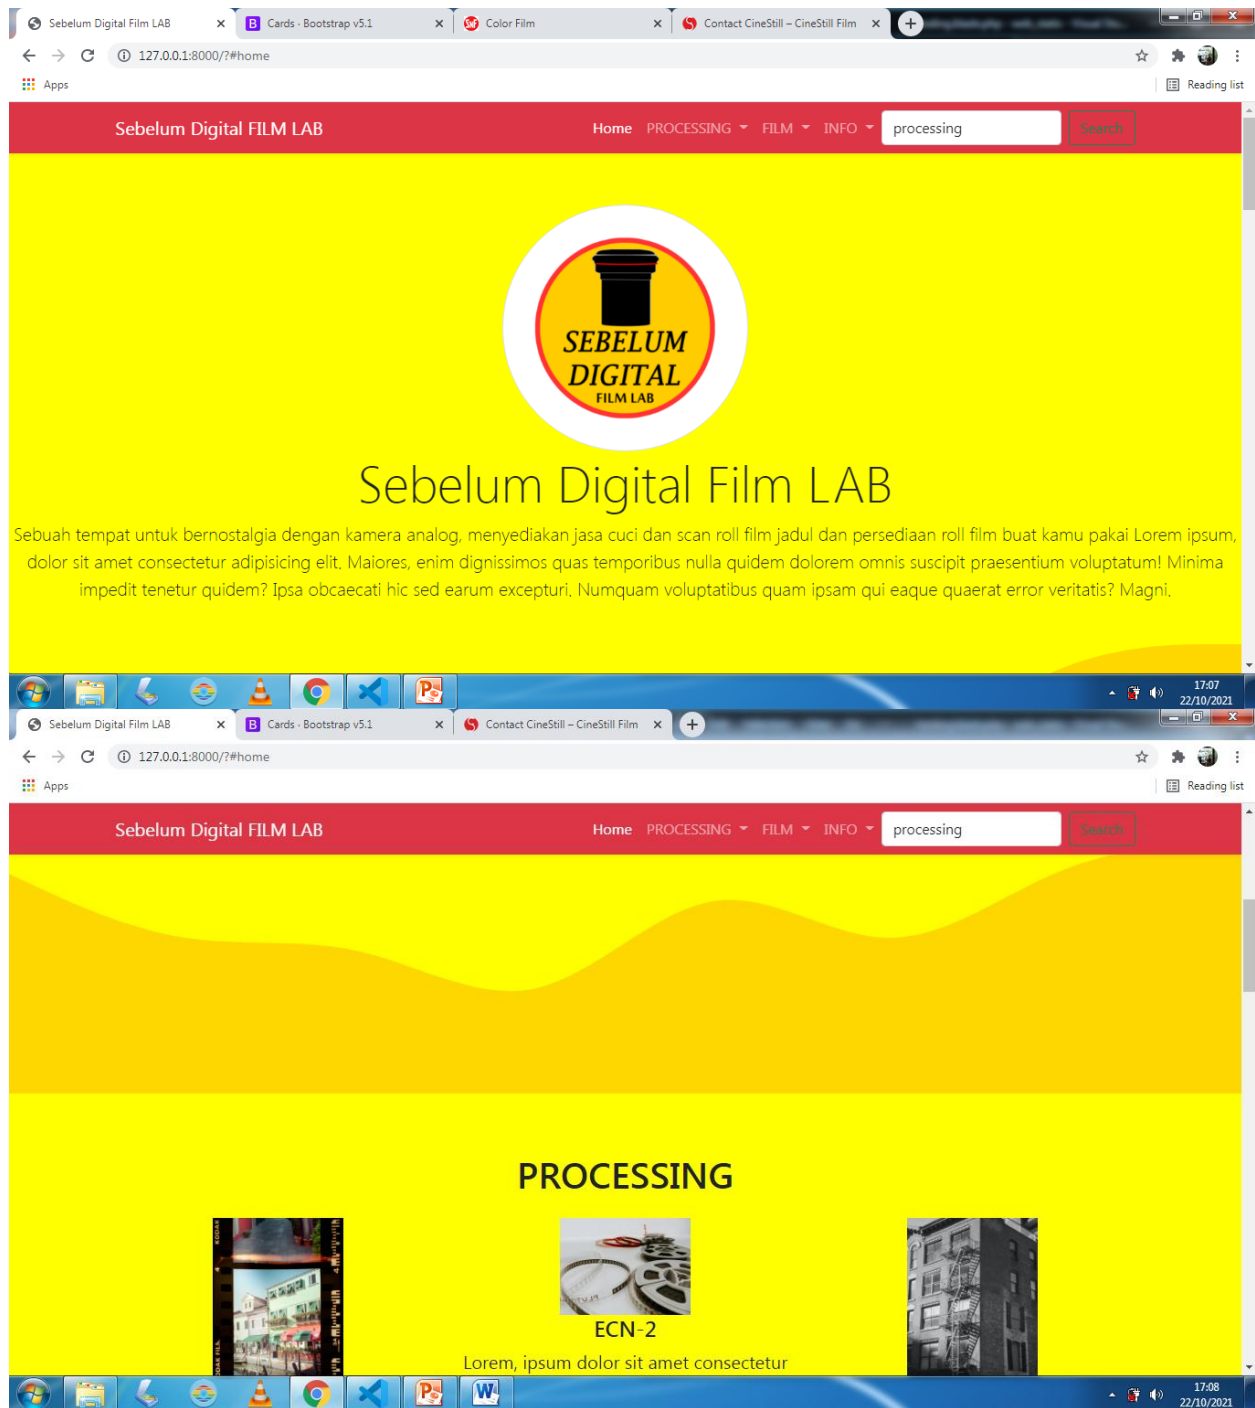 Sebelum Digital Film LAB
Cards · Bootstrap v5.1
Color Film
Contact CineStill – CineStill Film
127.0.0.1:8000/?#home
Apps
Reading list
Sebelum Digital FILM LAB
Home PROCESSING FILM INFO processing Search
SEBELUM
DIGITAL
FILM LAB
Sebelum Digital Film LAB
Sebuah tempat untuk bernostalgia dengan kamera analog, menyediakan jasa cuci dan scan roll film jadul dan persediaan roll film buat kamu pakai Lorem ipsum,
dolor sit amet consectetur adipisicing elit. Maiores, enim dignissimos quas temporibus nulla quidem dolorem omnis suscipit praesentium voluptatum! Minima
impedit tenetur quidem? Ipsa obcaecati hic sed earum excepturi. Numquam voluptatibus quam ipsam qui eaque quaerat error veritatis? Magni.
17:07
22/10/2021
Sebelum Digital Film LAB
Cards · Bootstrap v5.1
Contact CineStill – CineStill Film
127.0.0.1:8000/?#home
Apps
Reading list
Sebelum Digital FILM LAB
Home PROCESSING FILM INFO processing Search
PROCESSING
ECN-2
Lorem, ipsum dolor sit amet consectetur
17:08
22/10/2021